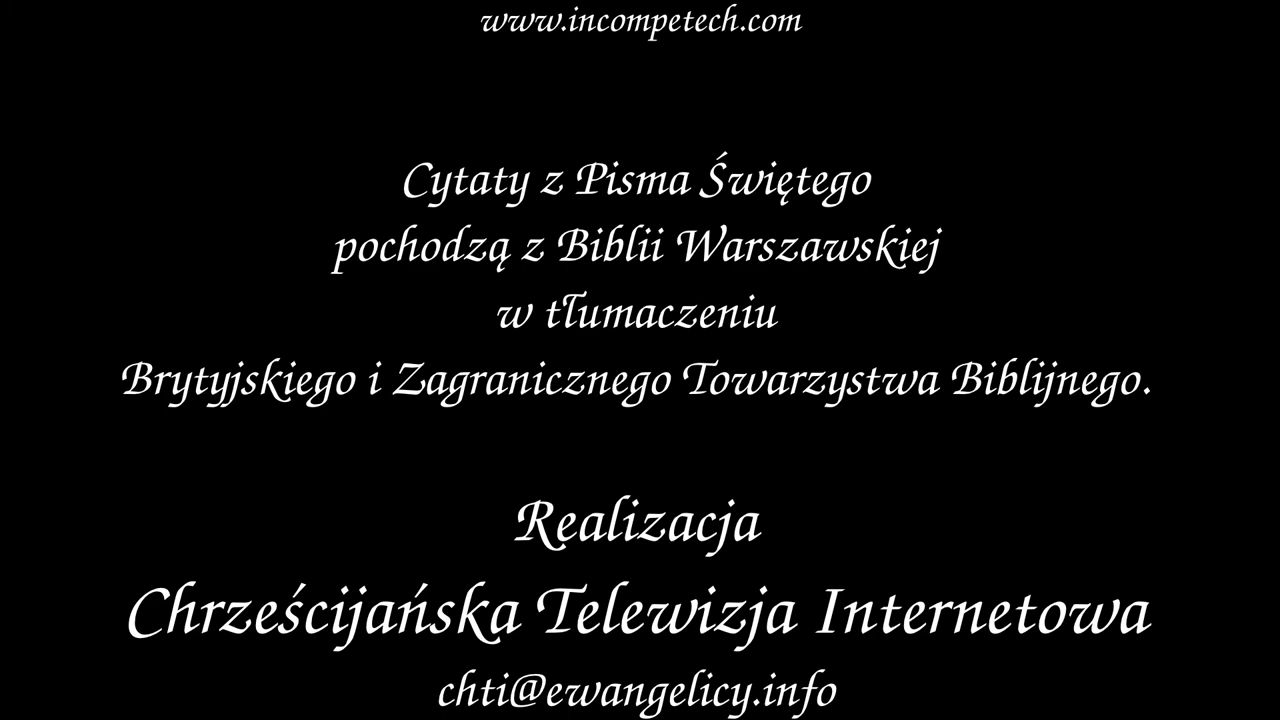 www.incompetech.com
Cytaty z Pisma Świętego
pochodzą z Biblii Warszawskiej
w tłumaczeniu
Brytyjskiego i Zagranicznego Towarzystwa Biblijnego.
Realizacja
Chrześcijańska Telewizja Internetowa
chti@ewangelicy.info